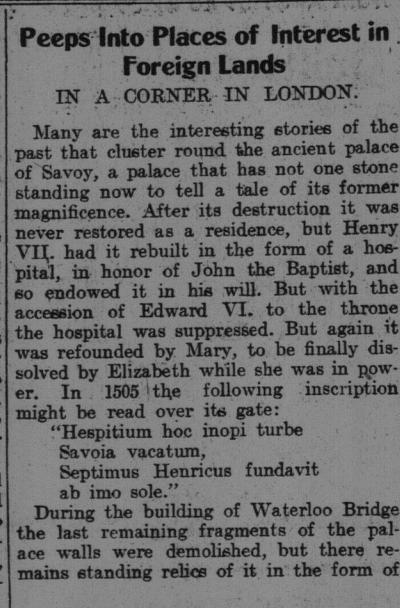 Peeps Into Places of Interest in
Foreign Lands
IN A CORNER IN LONDON.
Many are the interesting stories of the
past that cluster round the ancient palace
of Savoy, a palace that has not one stone
standing now to tell a tale of its former
magnificence. After its destruction it was
never restored as a residence, but Henry
VII. had it rebuilt in the form of a hos-
pital, in honor of John the Baptist, and
so endowed it in his will. But with the
accession of Edward VI. to the throne
the hospital was suppressed. But again it
was refounded by Mary, to be finally dis-
solved by Elizabeth while she was in pow-
er. In 1505 the following inscription
might be read over its gate:
"Hespitium hoc inopi turbe
Savoia vacatum,
Septimus Henricus fundavit
ab imo sole."
During the building of Waterloo Bridge
the last remaining fragments of the pal-
ace walls were demolished, but there re-
mains standing relics of it in the form of